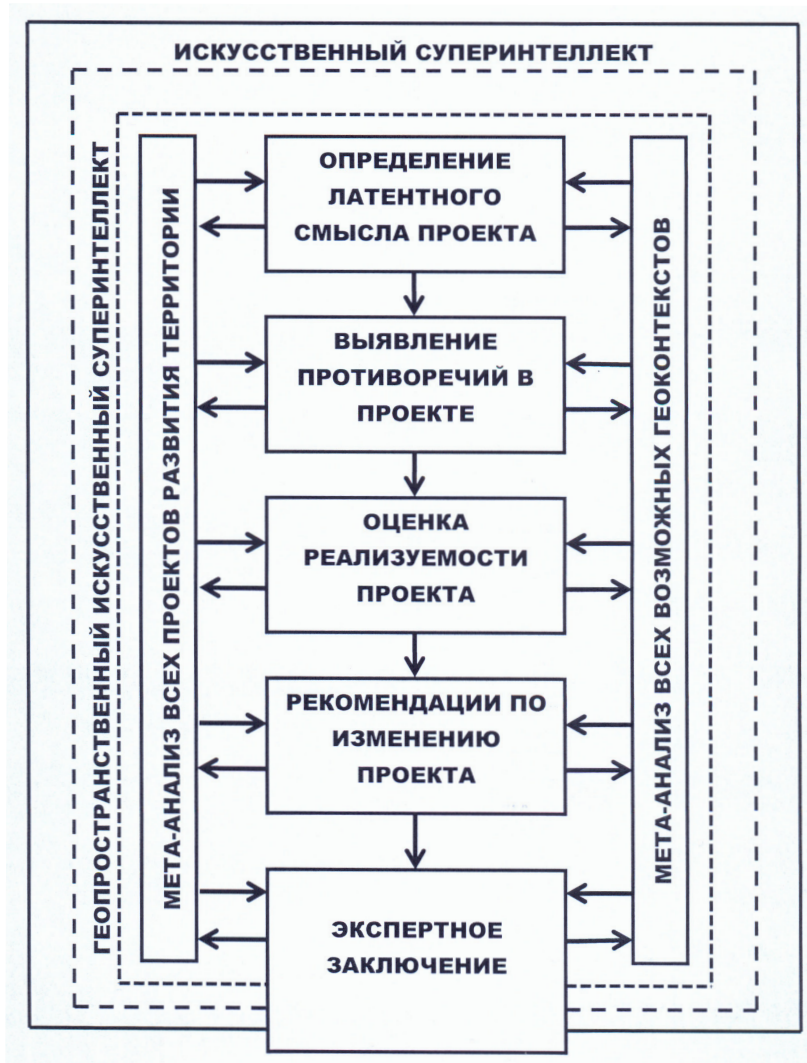 ИСКУССТВЕННЫЙ СУПЕРИНТЕЛЛЕКТ
ГЕОПРОСТРАНСТВЕННЫЙ ИСКУССТВЕННЫЙ СУПЕРИНТЕЛЛЕКТ
МЕТА-АНАЛИЗ ВСЕХ ПРОЕКТОВ РАЗВИТИЯ ТЕРРИТОРИИ
ОПРЕДЕЛЕНИЕ
ЛАТЕНТНОГО
СМЫСЛА ПРОЕКТА
ВЫЯВЛЕНИЕ
ПРОТИВОРЕЧИЙ В
ПРОЕКТЕ
ОЦЕНКА
РЕАЛИЗУЕМОСТИ
ПРОЕКТА
РЕКОМЕНДАЦИИ ПО
ИЗМЕНЕНИЮ
ПРОЕКТА
ЭКСПЕРТНОЕ
ЗАКЛЮЧЕНИЕ
МЕТА-АНАЛИЗ ВСЕХ ВОЗМОЖНЫХ ГЕОКОНТЕКСТОВ